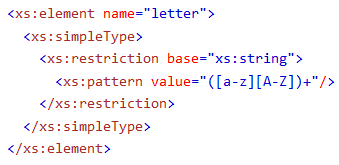 <xs:element name="letter">
<xs:simpleType>
<xs:restriction base="xs:string">
<xs:pattern value="([a-z][A-Z])+"/>
</xs:restriction>
</xs:simpleType>
</xs:element>